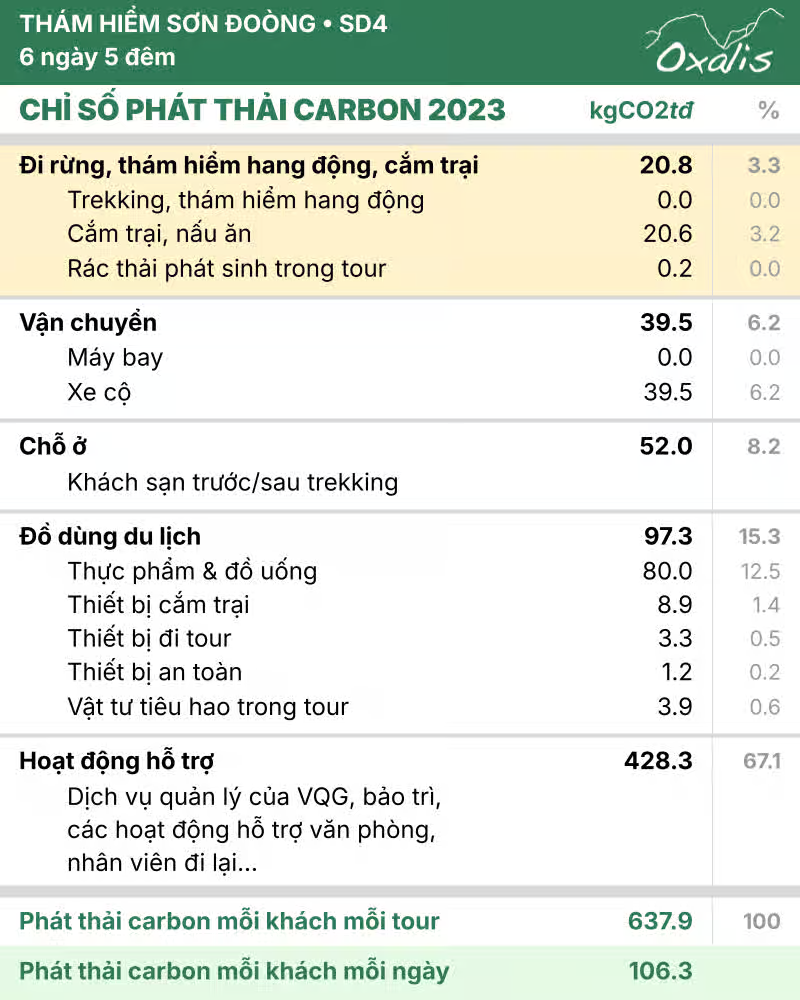 THÁM HIỂM SƠN ĐOÒNG • SD4
6 ngày 5 đêm
Oxalis
CHỈ SỐ PHÁT THẢI CARBON 2023 kgCO2tđ %
Đi rừng, thám hiểm hang động, cắm trại 20.8 3.3
Trekking, thám hiểm hang động 0.0 0.0
Cắm trại, nấu ăn 20.6 3.2
Rác thải phát sinh trong tour 0.2 0.0
Vận chuyển 39.5 6.2
Máy bay 0.0 0.0
Xe cộ 39.5 6.2
Chỗ ở 52.0 8.2
Khách sạn trước/sau trekking
Đồ dùng du lịch 97.3 15.3
Thực phẩm & đồ uống 80.0 12.5
Thiết bị cắm trại 8.9 1.4
Thiết bị đi tour 3.3 0.5
Thiết bị an toàn 1.2 0.2
Vật tư tiêu hao trong tour 3.9 0.6
Hoạt động hỗ trợ 428.3 67.1
Dịch vụ quản lý của VQG, bảo trì,
các hoạt động hỗ trợ văn phòng,
nhân viên đi lại...
Phát thải carbon mỗi khách mỗi tour 637.9 100
Phát thải carbon mỗi khách mỗi ngày 106.3